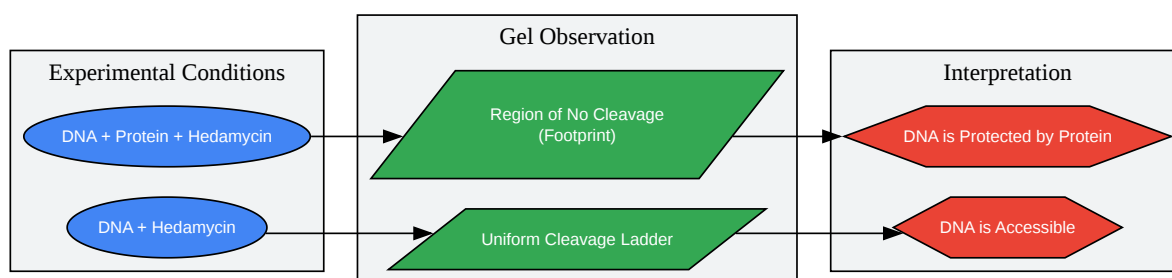 Experimental Conditions
Gel Observation
Interpretation
DNA + Protein + Hedamycin
Region of No Cleavage
(Footprint)
DNA is Protected by Protein
DNA + Hedamycin
Uniform Cleavage Ladder
DNA is Accessible